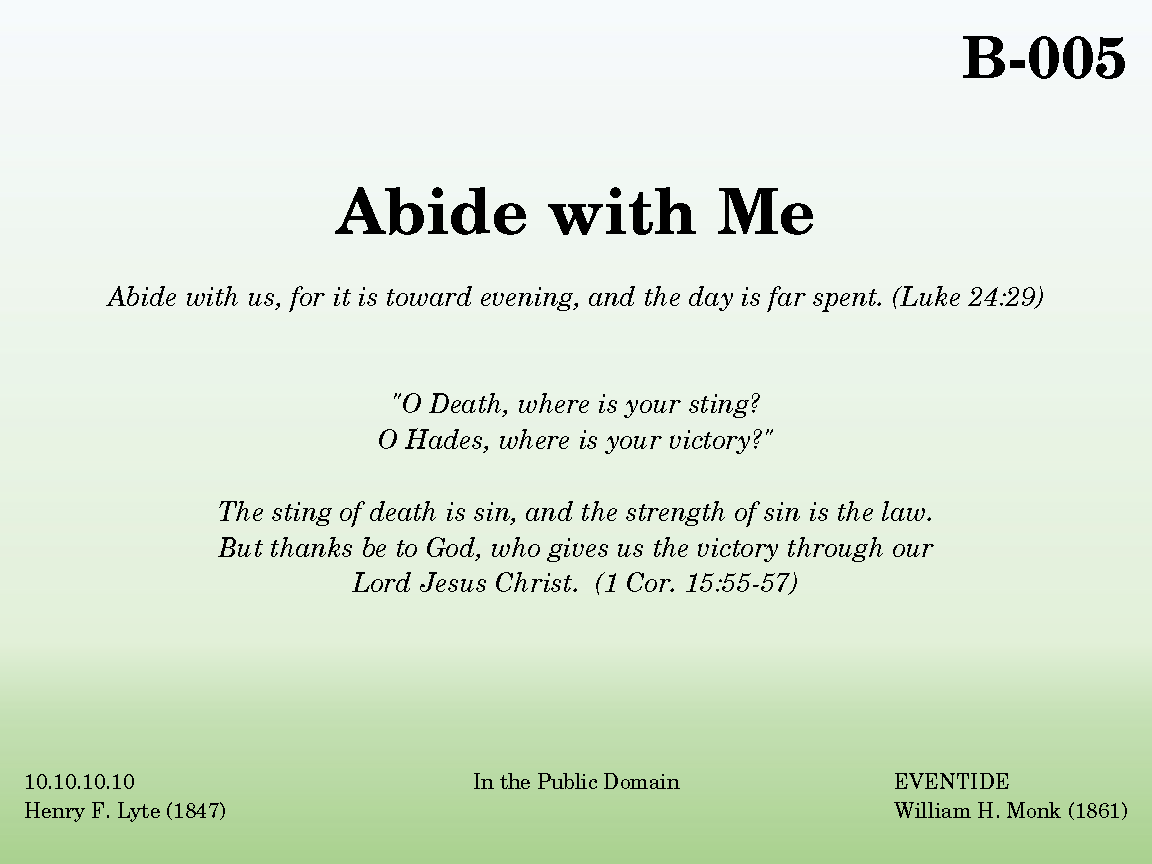 B-005
Abide with Me
Abide with us, for it is toward evening, and the day is far spent. (Luke 24:29)
"O Death, where is your sting?
O Hades, where is your victory?"
The sting of death is sin, and the strength of sin is the law.
But thanks be to God, who gives us the victory through our
Lord Jesus Christ.  (1 Cor. 15:55-57)
10.10.10.10
Henry F. Lyte (1847)
In the Public Domain
EVENTIDE
William H. Monk (1861)